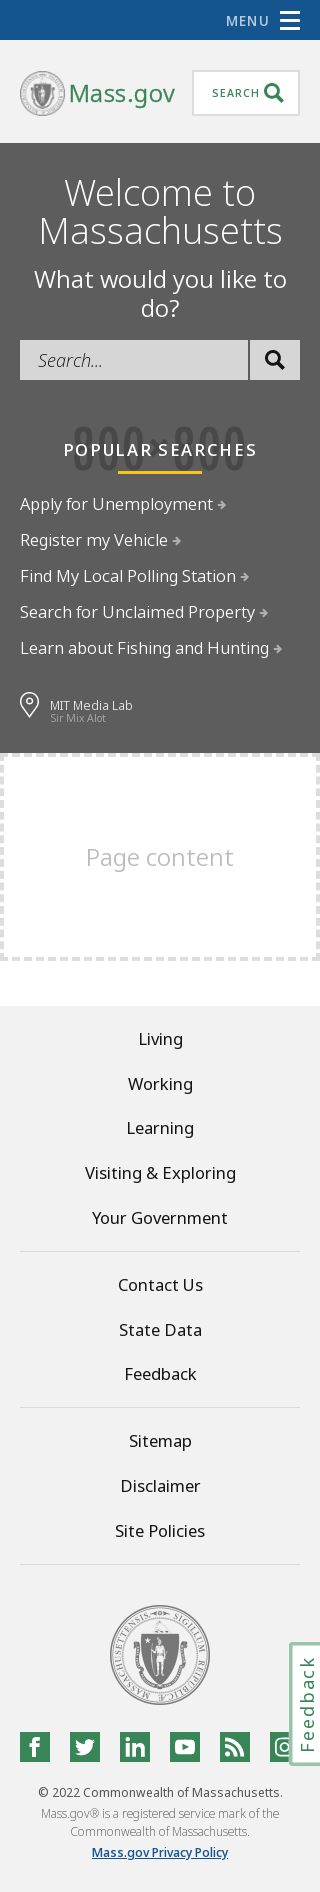 MENU
Mass.gov
SEARCH
Welcome to
Massachusetts
What would you like to
do?
Search...
800 x 800
POPULAR SEARCHES
Apply for Unemployment
Register my Vehicle
Find My Local Polling Station
Search for Unclaimed Property
Learn about Fishing and Hunting
MIT Media Lab
Sir Mix Alot
Page content
Living
Working
Learning
Visiting & Exploring
Your Government
Contact Us
State Data
Feedback
Sitemap
Disclaimer
Site Policies
Feedback
© 2022 Commonwealth of Massachusetts.
Mass.gov® is a registered service mark of the
Commonwealth of Massachusetts.
Mass.gov Privacy Policy